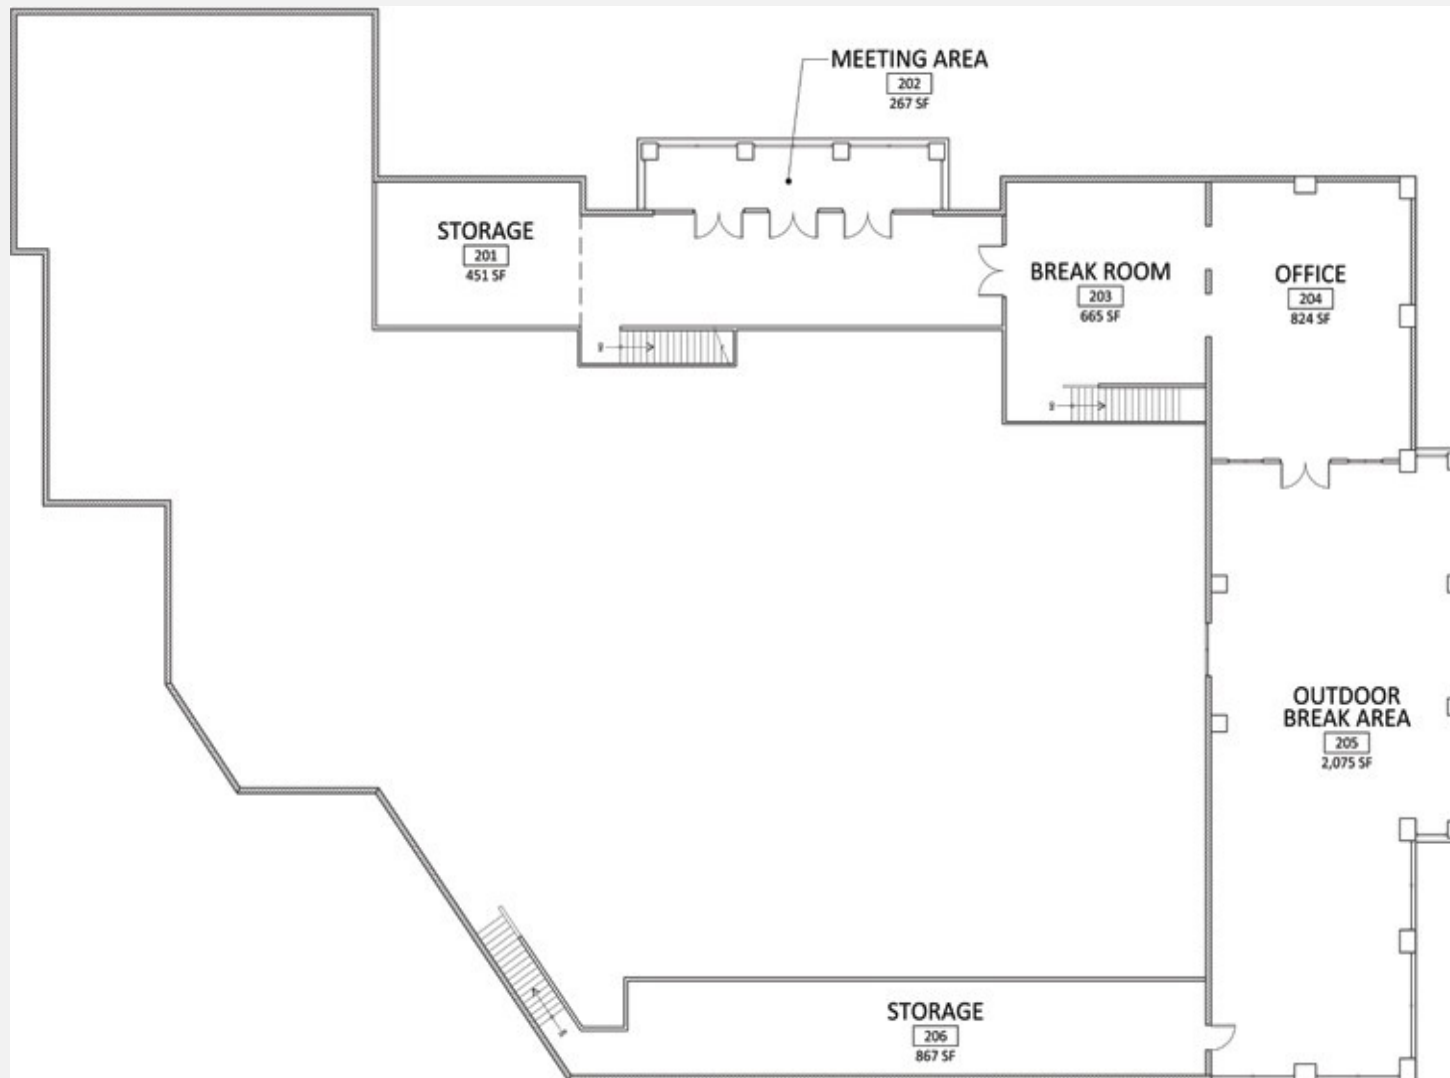 MEETING AREA
202
267 SF
STORAGE
201
451 SF
BREAK ROOM
203
665 SF
OFFICE
204
824 SF
OUTDOOR
BREAK AREA
205
2,075 SF
STORAGE
206
867 SF